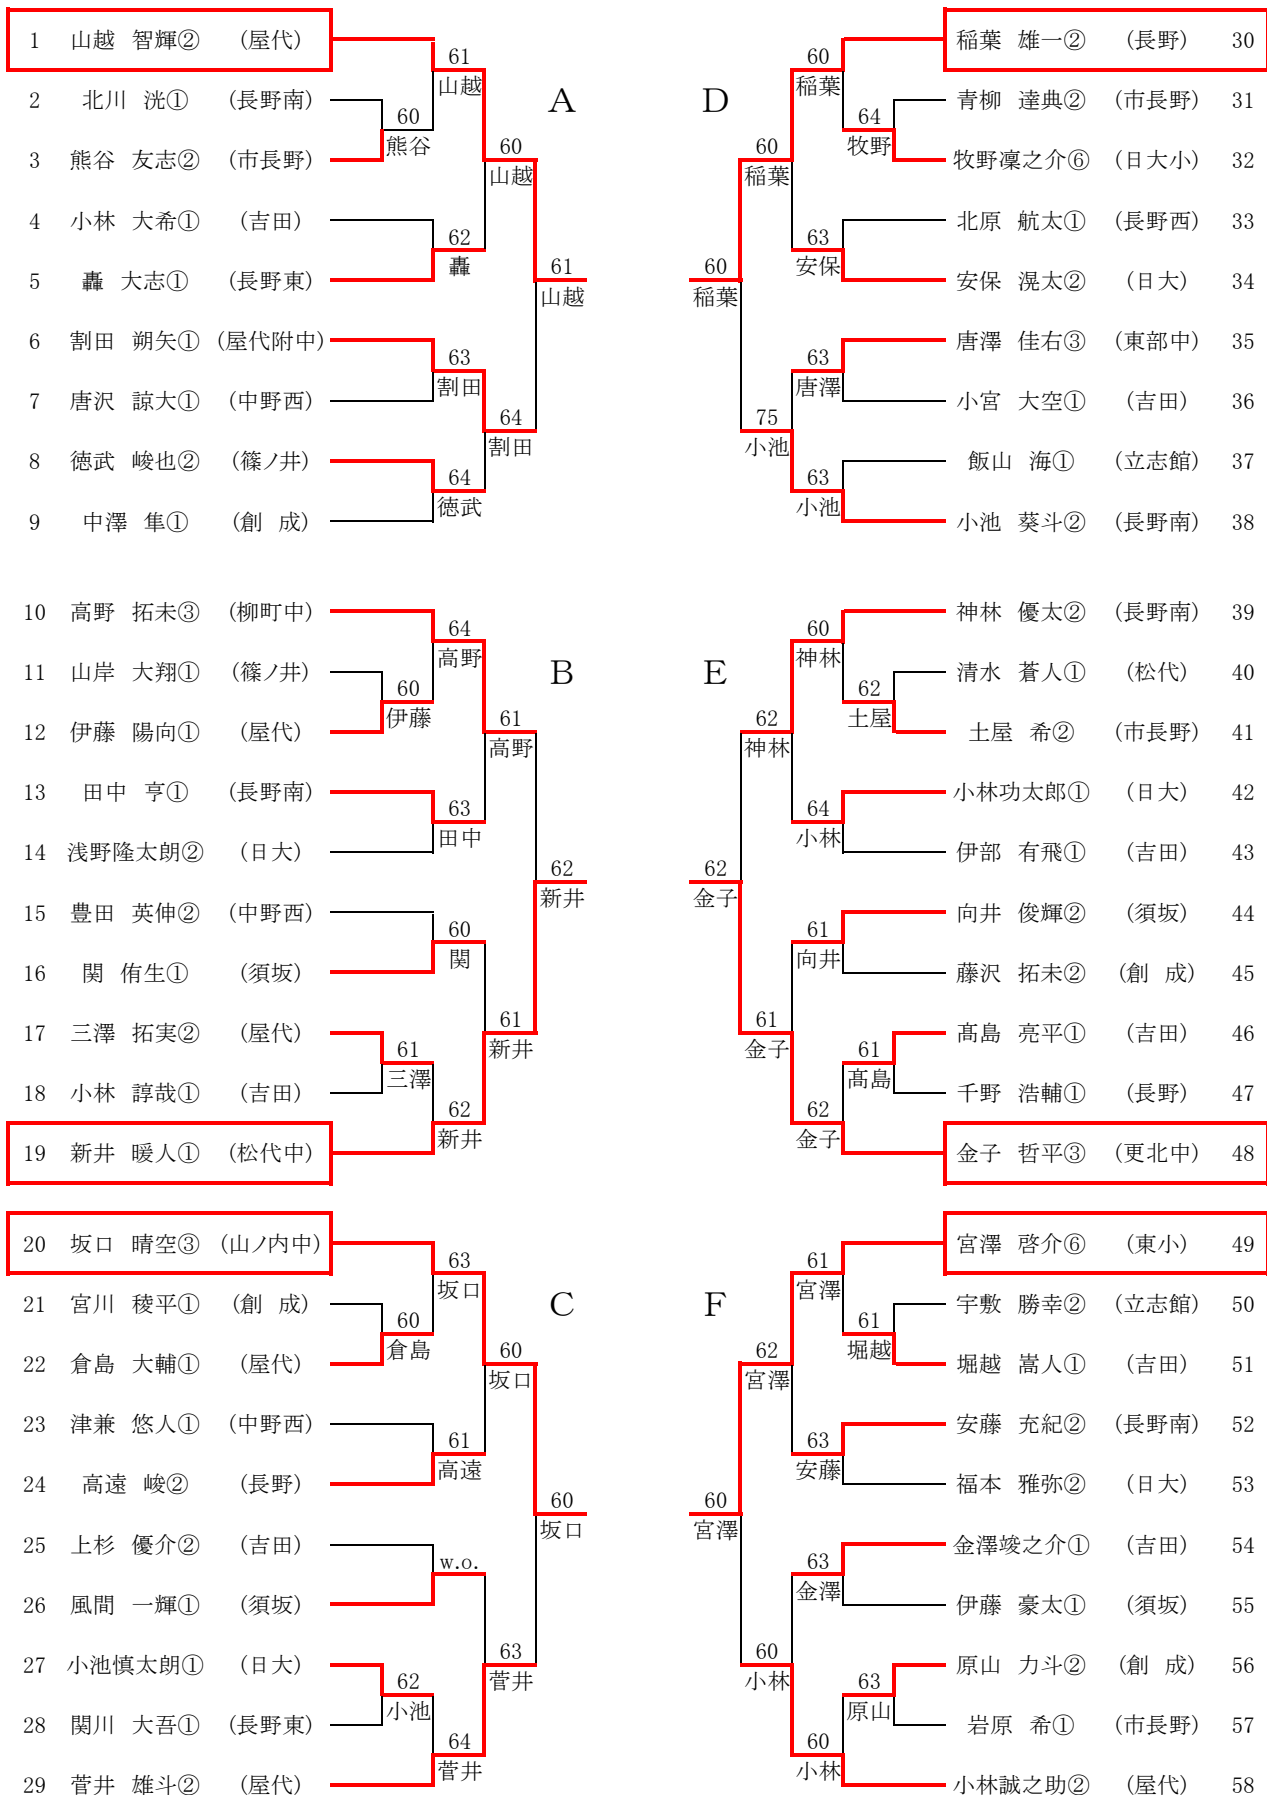 1 山越 智輝② (屋代)
2 北川 洸① (長野南)
3 熊谷 友志② (市長野)
4 小林 大希① (吉田)
5 轟 大志① (長野東)
6 割田 朔矢① (屋代附中)
7 唐沢 諒大① (中野西)
8 徳武 峻也② (篠ノ井)
9 中澤 隼① (創 成)
61
山越
60
熊谷
60
山越
62
轟
61
山越
63
割田
64
割田
64
徳武
A
10 高野 拓未③ (柳町中)
11 山岸 大翔① (篠ノ井)
12 伊藤 陽向① (屋代)
13 田中 亨① (長野南)
14 浅野隆太朗② (日大)
15 豊田 英伸② (中野西)
16 関 侑生① (須坂)
17 三澤 拓実② (屋代)
18 小林 諄哉① (吉田)
19 新井 暖人① (松代中)
64
高野
60
伊藤
61
高野
63
田中
62
新井
60
関
61
新井
61
三澤
62
新井
B
20 坂口 晴空③ (山ノ内中)
21 宮川 稜平① (創 成)
22 倉島 大輔① (屋代)
23 津兼 悠人① (中野西)
24 高遠 峻② (長野)
25 上杉 優介② (吉田)
26 風間 一輝① (須坂)
27 小池慎太朗① (日大)
28 関川 大吾① (長野東)
29 菅井 雄斗② (屋代)
63
坂口
60
倉島
60
坂口
61
高遠
60
坂口
w.o.
63
菅井
62
小池
64
菅井
C
D
稲葉 雄一② (長野) 30
青柳 達典② (市長野) 31
牧野凜之介⑥ (日大小) 32
北原 航太① (長野西) 33
安保 滉太② (日大) 34
唐澤 佳右③ (東部中) 35
小宮 大空① (吉田) 36
飯山 海① (立志館) 37
小池 葵斗② (長野南) 38
60
稲葉
64
牧野
60
稲葉
63
安保
60
稲葉
63
唐澤
75
小池
63
小池
E
神林 優太② (長野南) 39
清水 蒼人① (松代) 40
土屋 希② (市長野) 41
小林功太郎① (日大) 42
伊部 有飛① (吉田) 43
向井 俊輝② (須坂) 44
藤沢 拓未② (創 成) 45
髙島 亮平① (吉田) 46
千野 浩輔① (長野) 47
金子 哲平③ (更北中) 48
60
神林
62
土屋
62
神林
64
小林
62
金子
61
向井
61
金子
61
髙島
62
金子
F
宮澤 啓介⑥ (東小) 49
宇敷 勝幸② (立志館) 50
堀越 嵩人① (吉田) 51
安藤 充紀② (長野南) 52
福本 雅弥② (日大) 53
金澤竣之介① (吉田) 54
伊藤 豪太① (須坂) 55
原山 力斗② (創 成) 56
岩原 希① (市長野) 57
小林誠之助② (屋代) 58
61
宮澤
61
堀越
62
宮澤
63
安藤
60
宮澤
63
金澤
60
小林
63
原山
60
小林